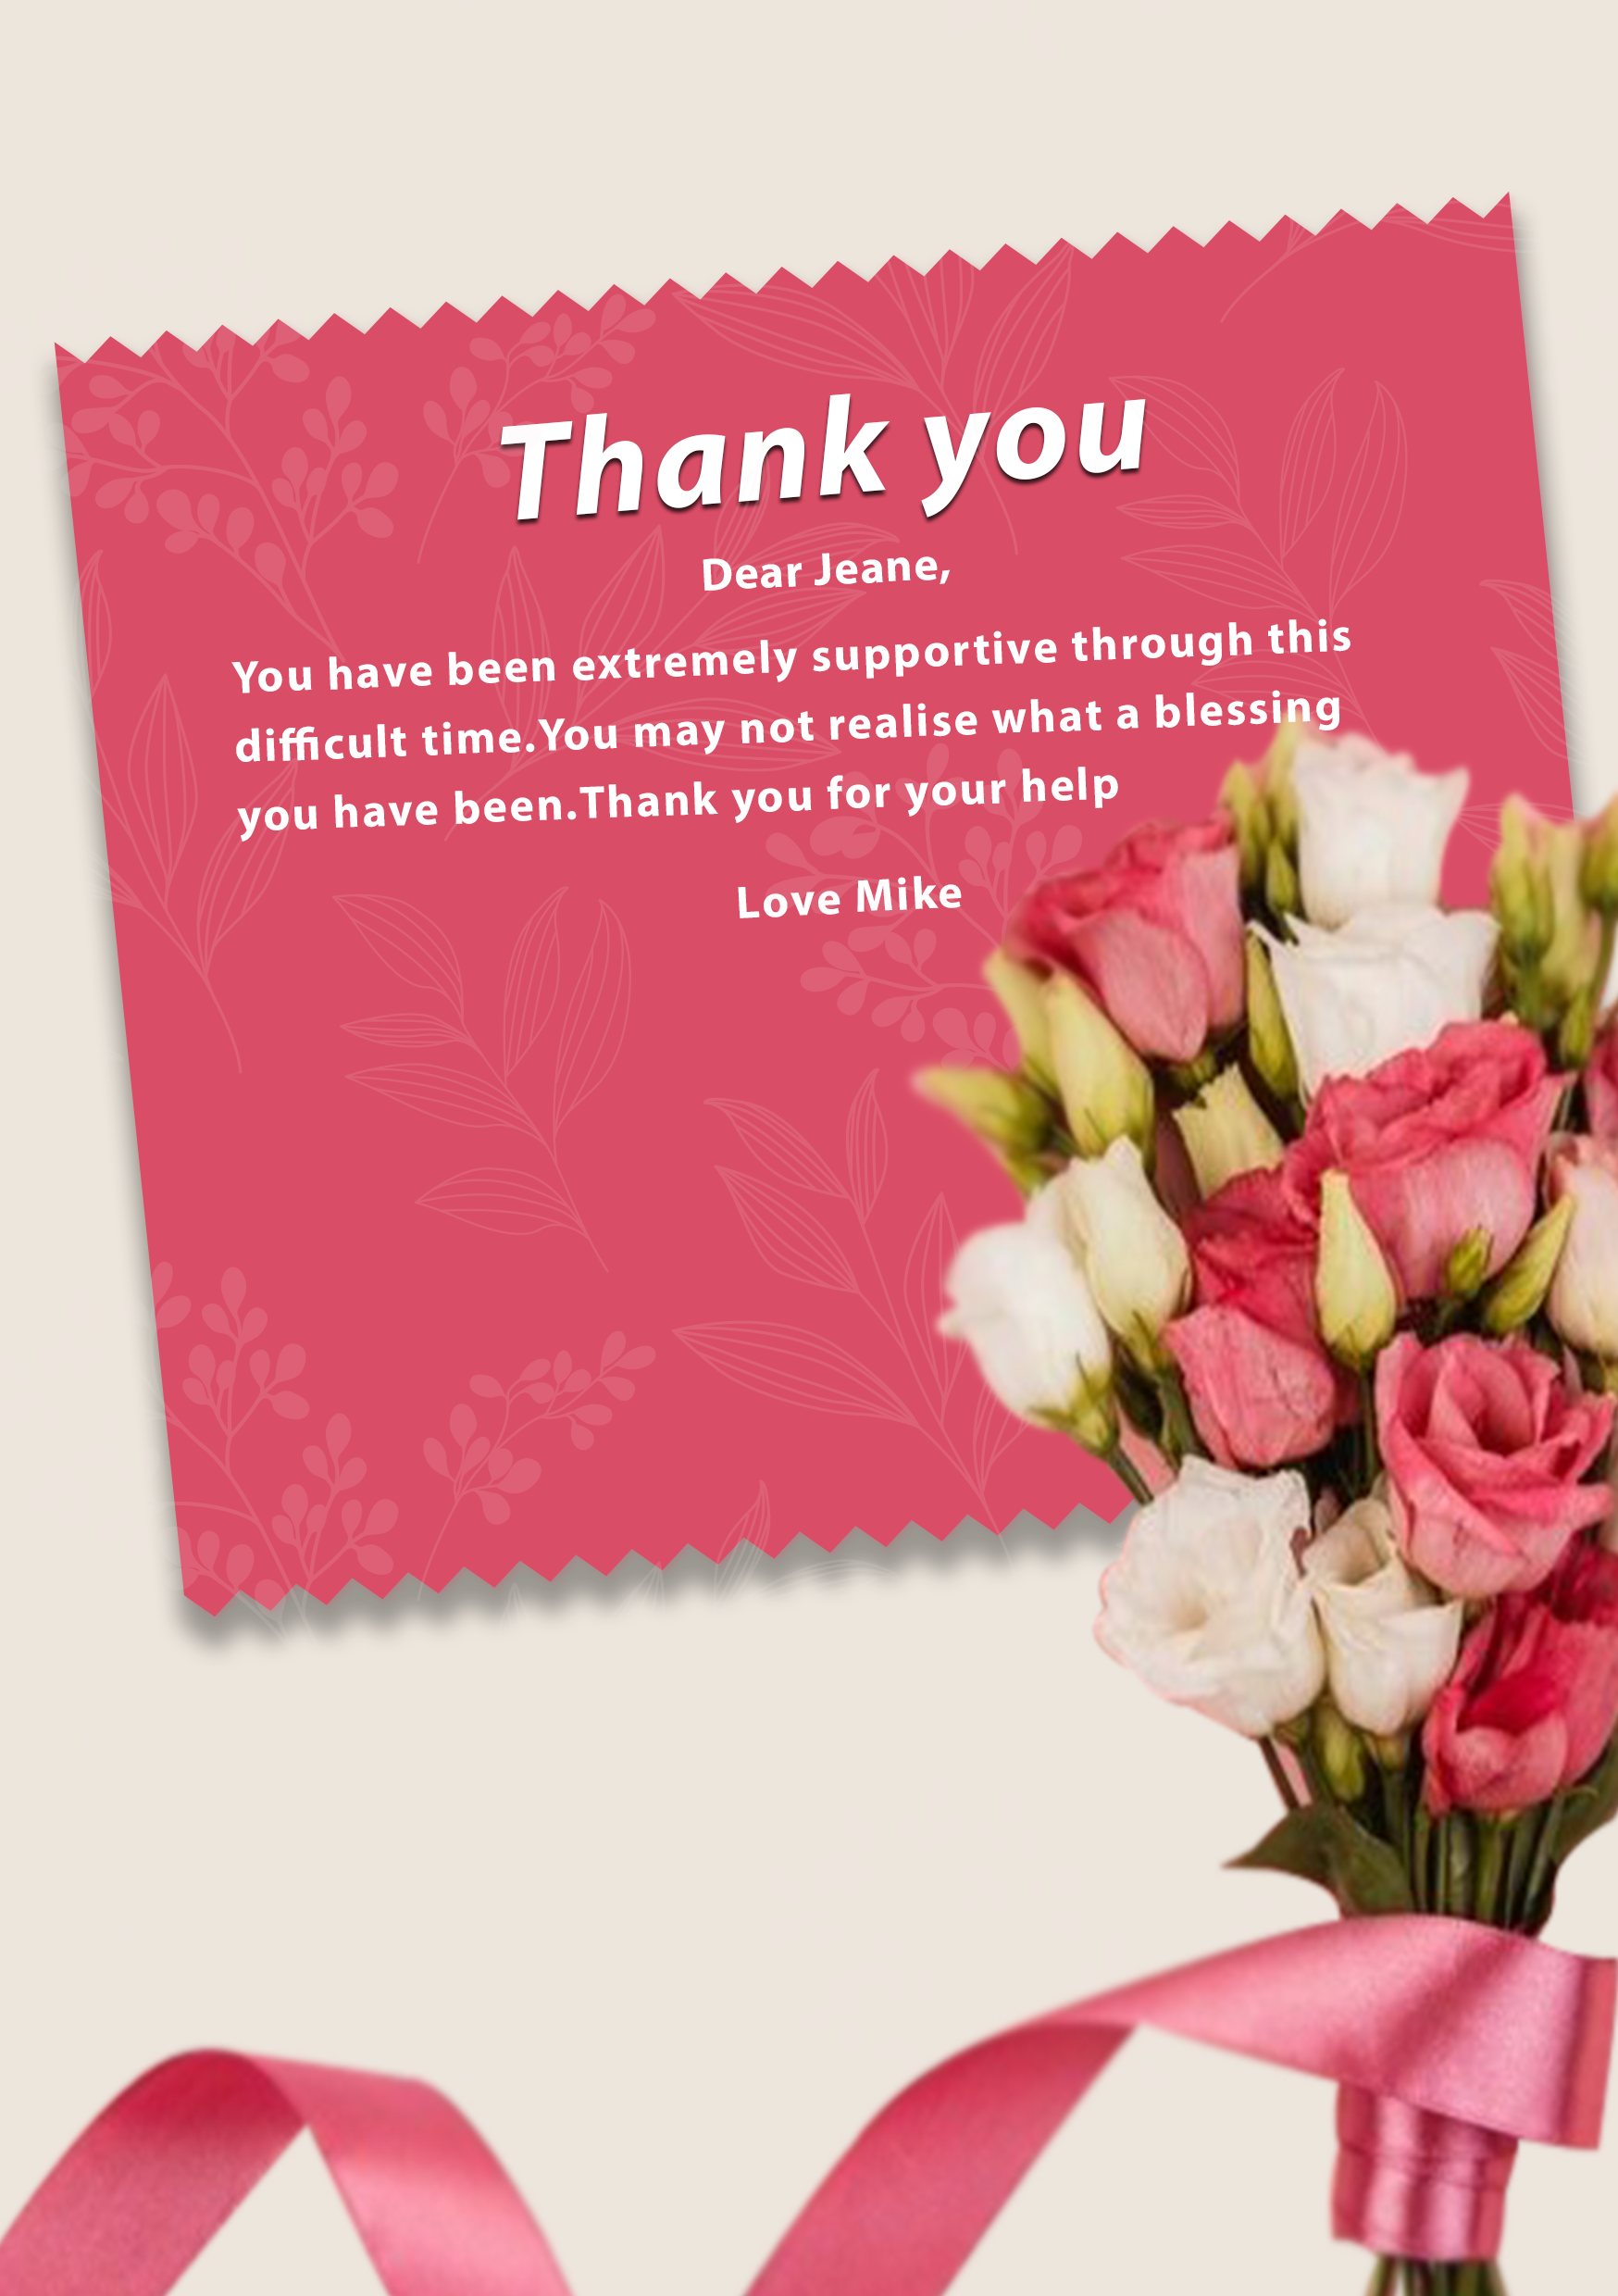 Thank you
Dear Jeane,
You have been extremely supportive through this
difficult time.You may not realise what a blessing
you have been.Thank you for your help
Love Mike